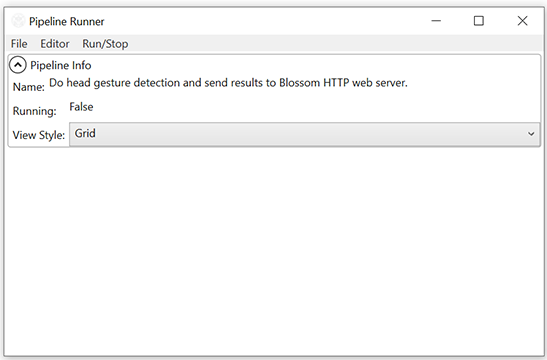 Pipeline Runner
File Editor Run/Stop
Pipeline Info
Name: Do head gesture detection and send results to Blossom HTTP web server.
Running: False
View Style: Grid